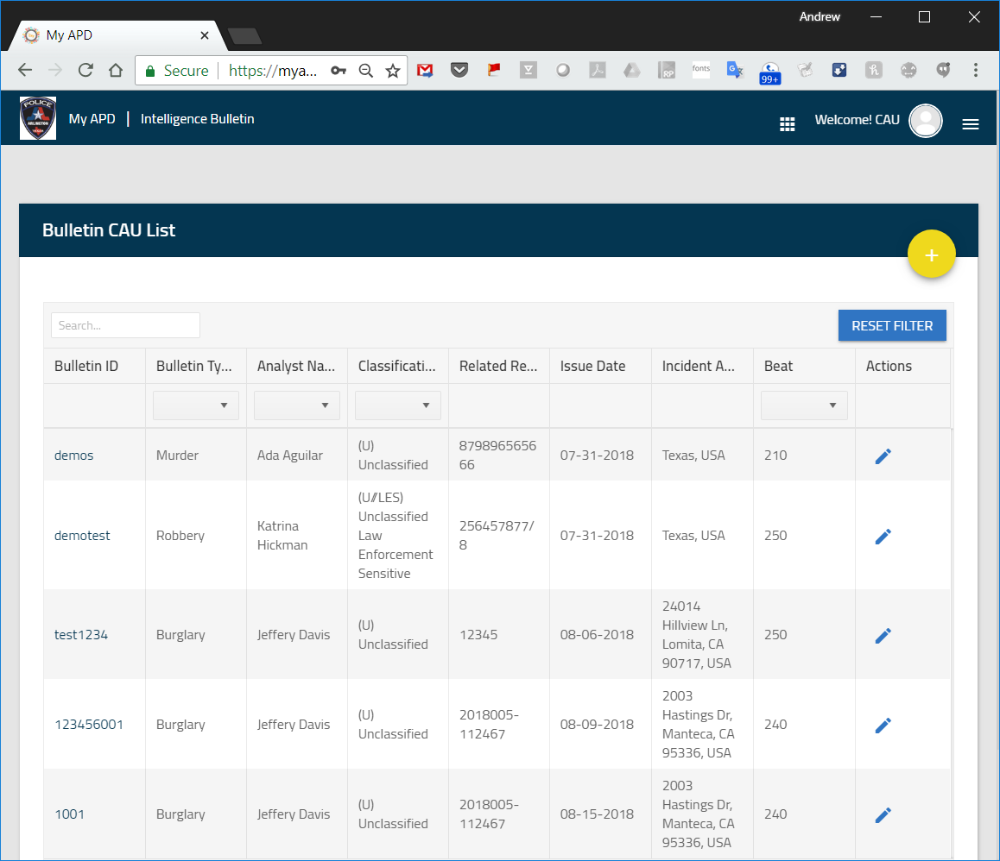 Andrew
My APD
Secure
https://mya...
fonts
RP
99+
POLICE
ARLINGTON
TEXAS
My APD | Intelligence Bulletin
Welcome! CAU
Bulletin CAU List
+
Search...
RESET FILTER
Bulletin ID Bulletin Ty... Analyst Na... Classificati... Related Re... Issue Date Incident A... Beat Actions
demos
Murder
Ada Aguilar
(U)
Unclassified
8798965656
66
07-31-2018
Texas, USA
210
demotest
Robbery
Katrina
Hickman
(U//LES)
Unclassified
Law
Enforcement
Sensitive
256457877/
8
07-31-2018
Texas, USA
250
test1234
Burglary
Jeffery Davis
(U)
Unclassified
12345
08-06-2018
24014
Hillview Ln,
Lomita, CA
90717, USA
250
123456001
Burglary
Jeffery Davis
(U)
Unclassified
2018005-
112467
08-09-2018
2003
Hastings Dr,
Manteca, CA
95336, USA
240
1001
Burglary
Jeffery Davis
(U)
Unclassified
2018005-
112467
08-15-2018
2003
Hastings Dr,
Manteca, CA
95336, USA
240